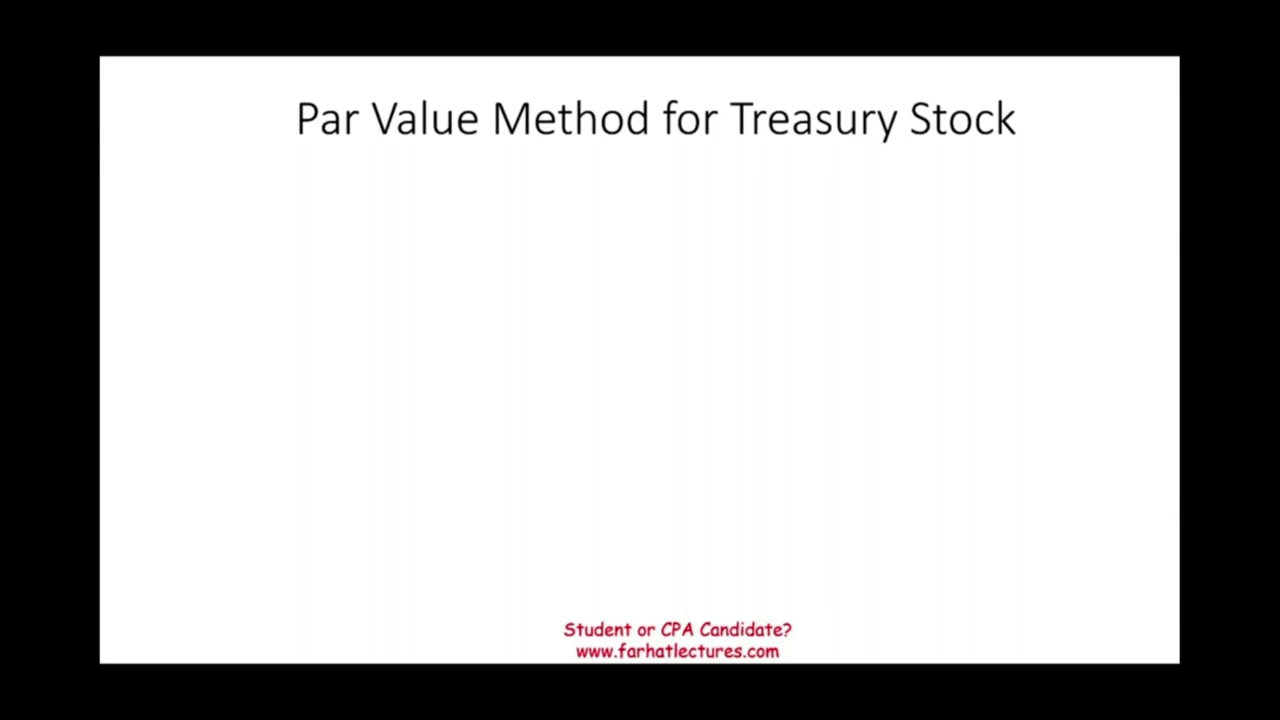 Par Value Method for Treasury Stock
Student or CPA Candidate?
www.farhatlectures.com